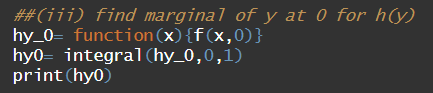 ##(iii) find marginal of y at 0 for h(y)
hy_0= function(x){f(x,0)}
hy0= integral(hy_0,0,1)
print(hy0)